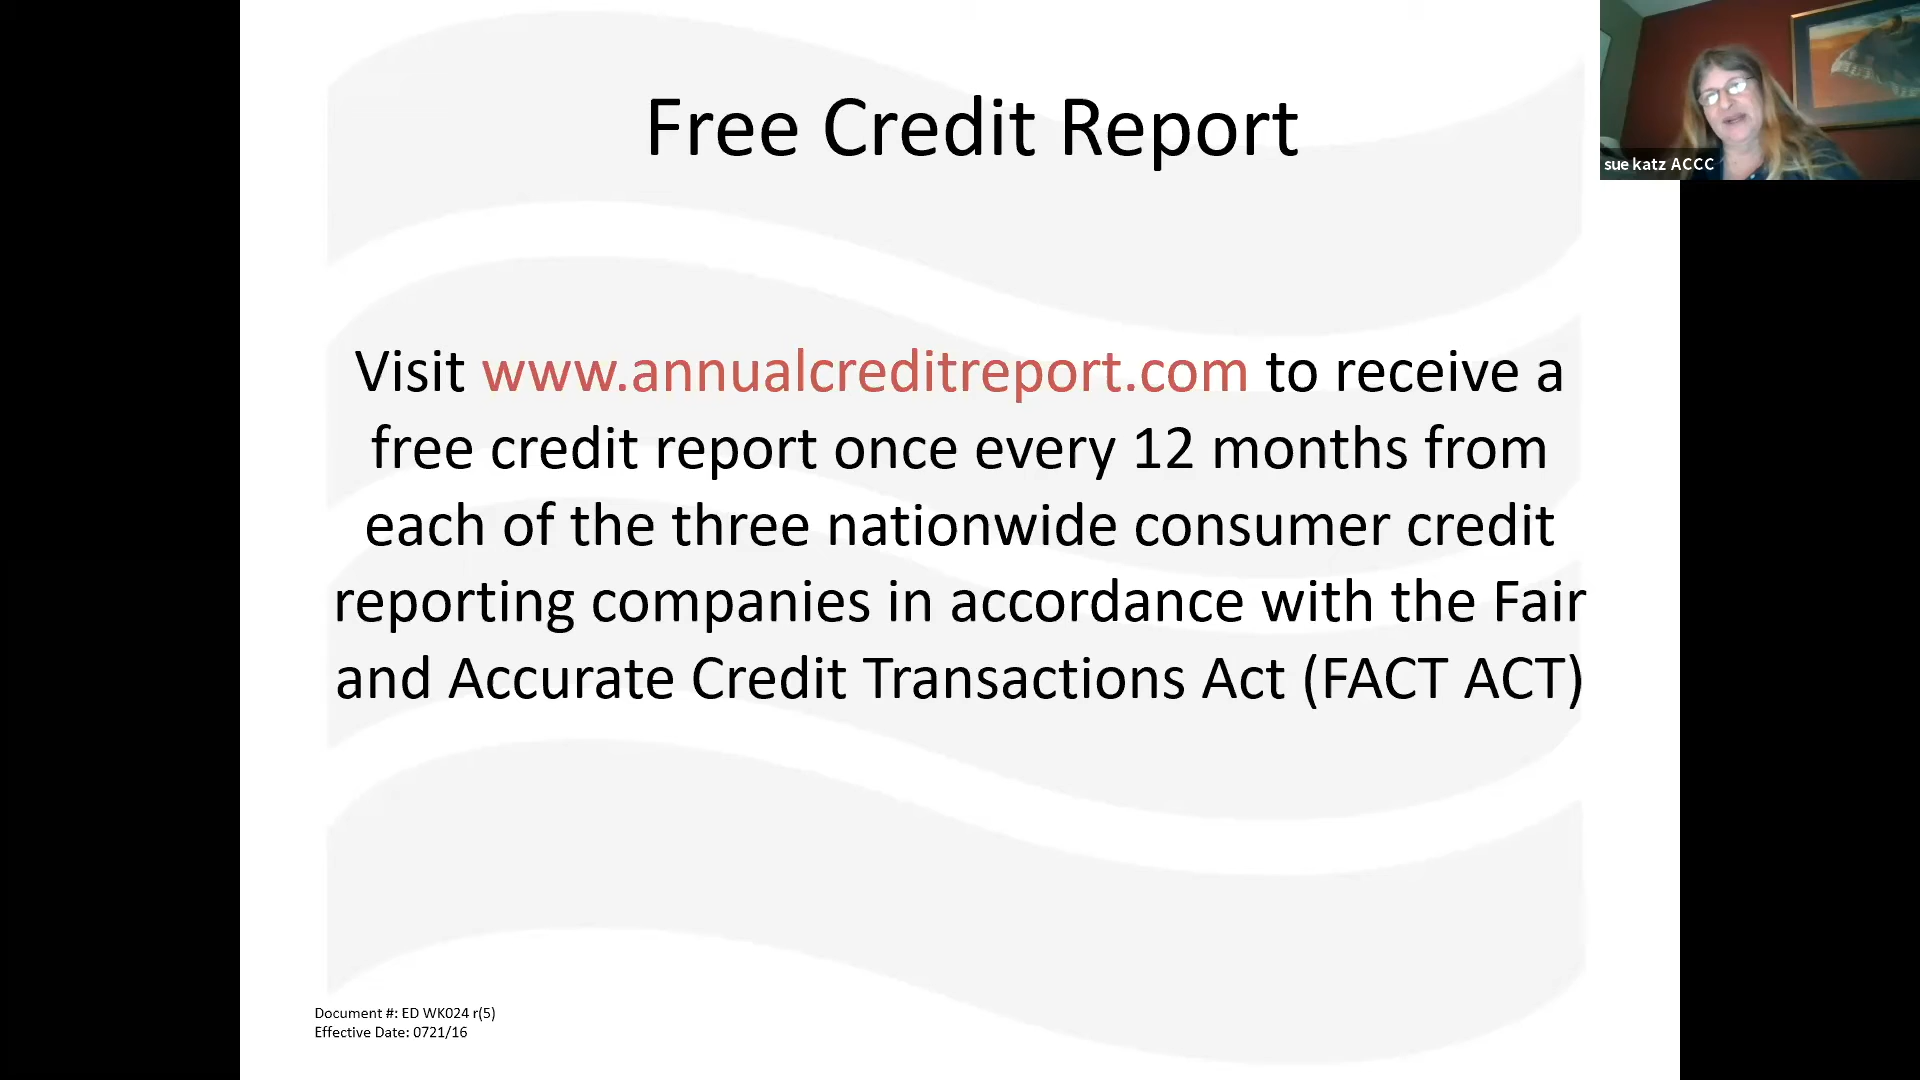 Free Credit Report
sue katz ACCC
Visit www.annualcreditreport.com to receive a
free credit report once every 12 months from
each of the three nationwide consumer credit
reporting companies in accordance with the Fair
and Accurate Credit Transactions Act (FACT ACT)
Document #: ED WK024 r(5)
Effective Date: 0721/16